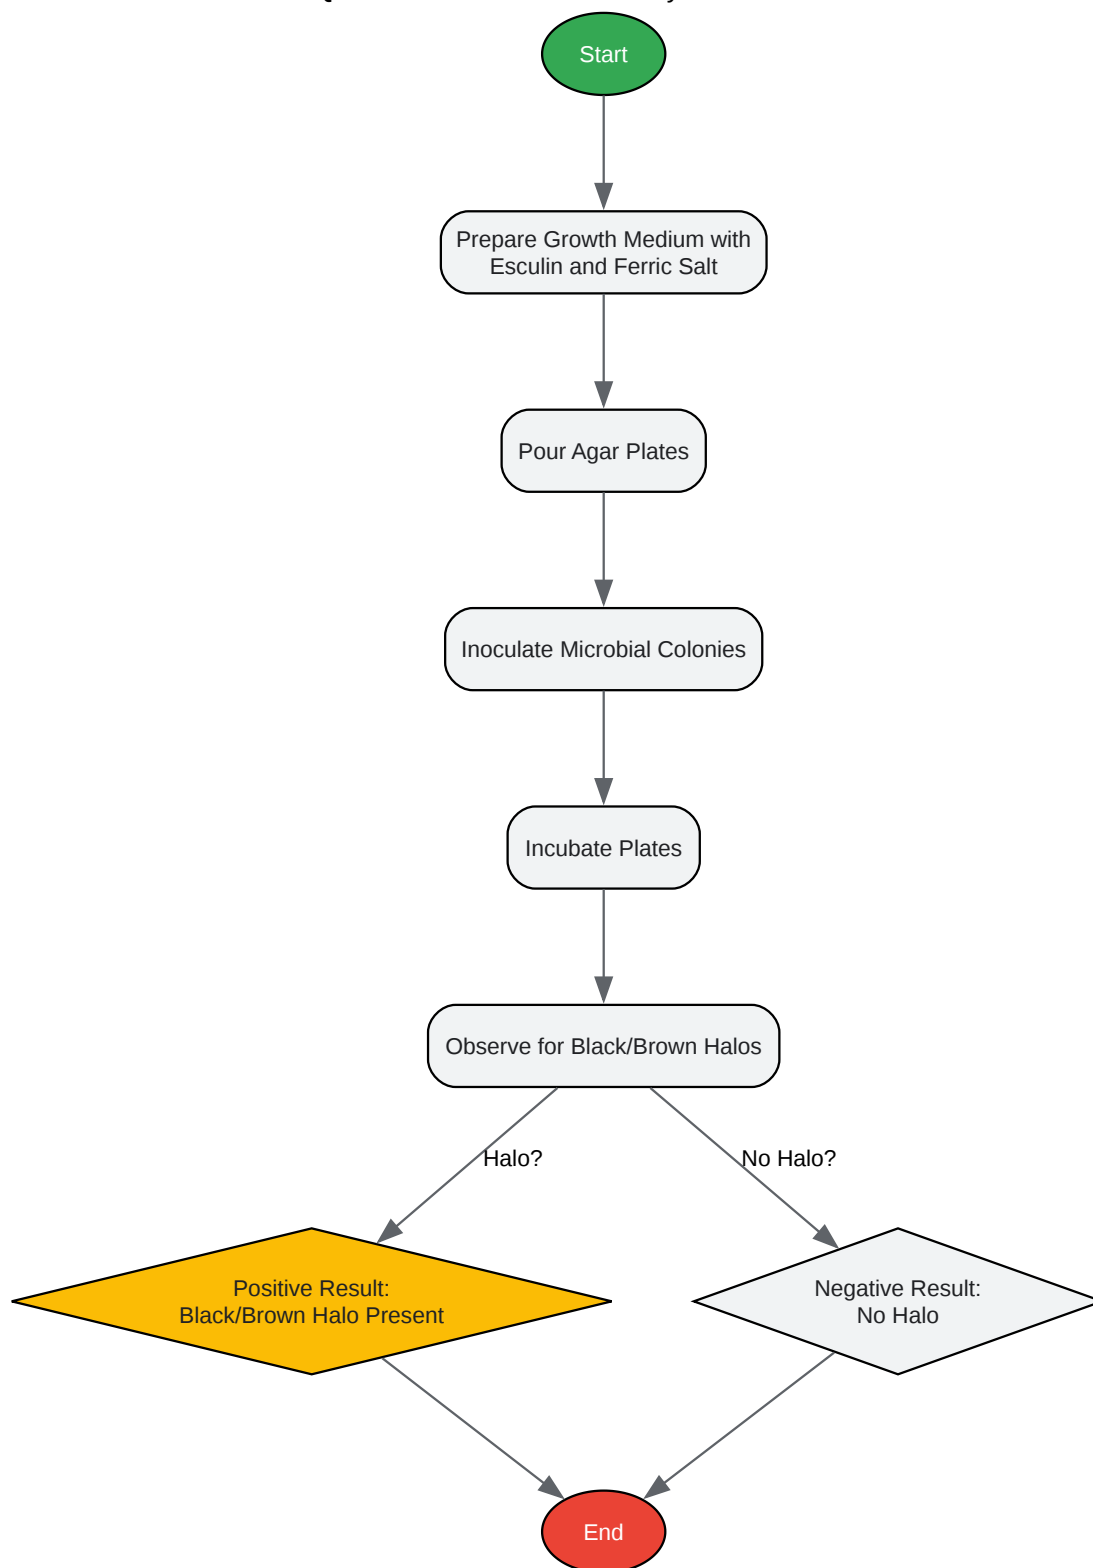 Start
Prepare Growth Medium with
Esculin and Ferric Salt
Pour Agar Plates
Inoculate Microbial Colonies
Incubate Plates
Observe for Black/Brown Halos
Halo?
No Halo?
Positive Result:
Black/Brown Halo Present
Negative Result:
No Halo
End